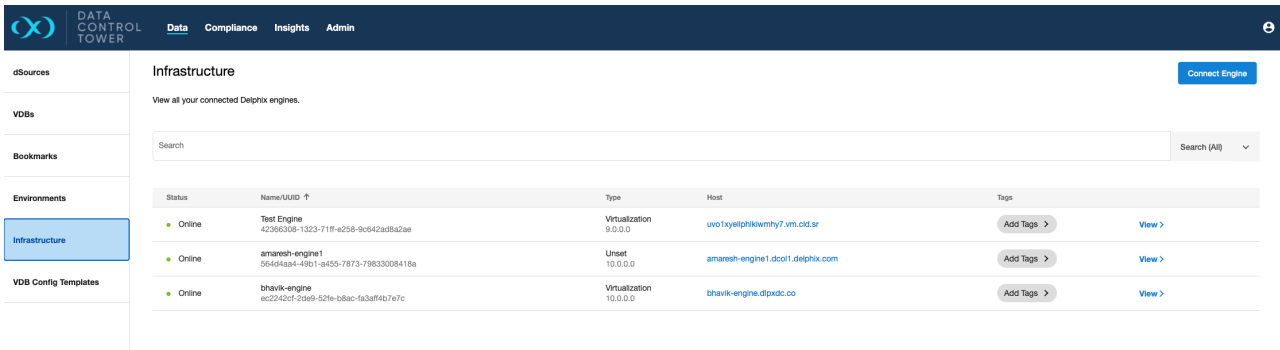 DATA
CONTROL
TOWER
Data Compliance Insights Admin
dSources
VDBs
Bookmarks
Environments
Infrastructure
VDB Config Templates
Infrastructure
Connect Engine
View all your connected Delphix engines.
Search
Search (All)
Status Name/UUID ↑ Type Host Tags
Online Test Engine Virtualization uvo1xyellphlkiwmhy7.vm.cld.sr Add Tags > View >
42366308-1323-71ff-e258-9c642ad8a2ae 9.0.0.0
Online amaresh-engine1 Unset amaresh-engine1.dcol1.delphix.com Add Tags > View >
564d4aa4-49b1-a455-7873-79833008418a 10.0.0.0
Online bhavik-engine Virtualization bhavik-engine.dlpxdc.co Add Tags > View >
ec2242cf-2de9-52fe-b8ac-fa3aff4b7e7c 10.0.0.0